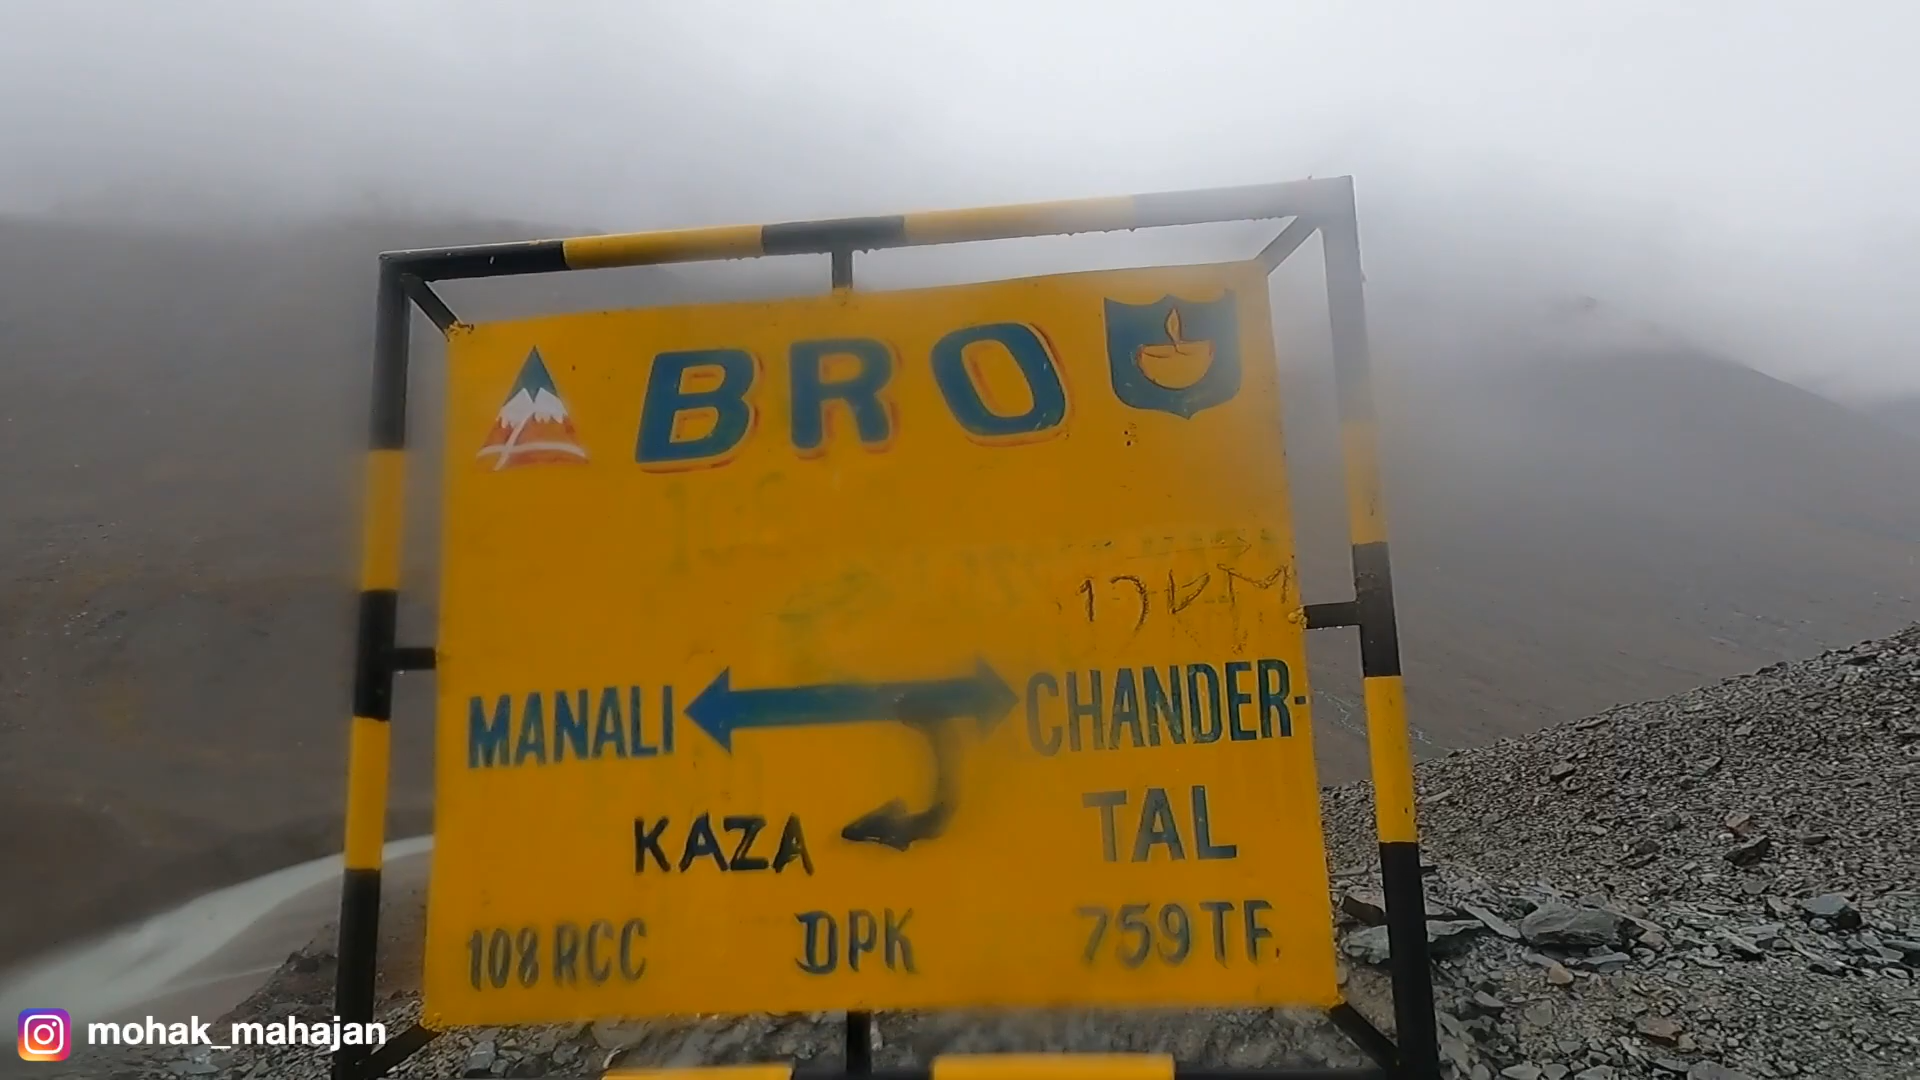 BRO
17KM
MANALI CHANDER-
TAL
KAZA
108 RCC DPK 759 TF
mohak_mahajan